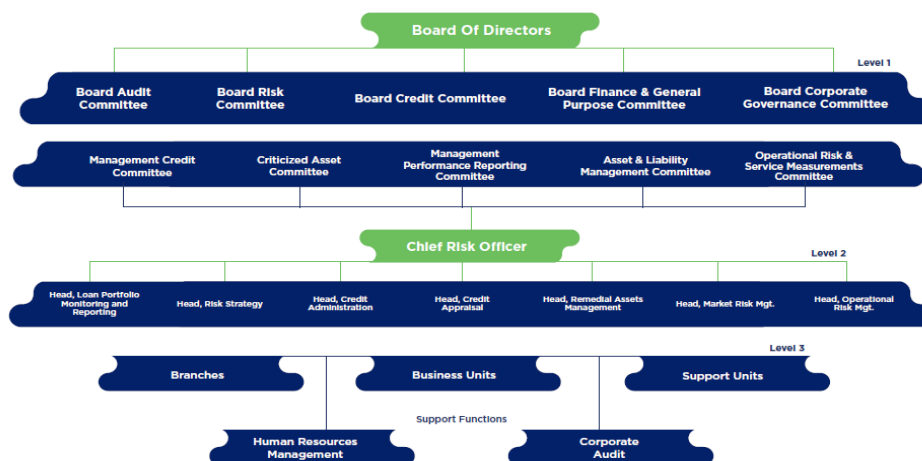 Board Of Directors
Level 1
Board Audit
Committee
Board Risk
Committee
Board Credit Committee
Board Finance & General
Purpose Committee
Board Corporate
Governance Committee
Management Credit
Committee
Criticized Asset
Committee
Management
Performance Reporting
Committee
Asset & Liability
Management Committee
Operational Risk &
Service Measurements
Committee
Chief Risk Officer
Level 2
Head, Loan Portfolio
Monitoring and
Reporting
Head, Risk Strategy
Head, Credit
Administration
Head, Credit
Appraisal
Head, Remedial Assets
Management
Head, Market Risk Mgt.
Head, Operational
Risk Mgt.
Level 3
Branches
Business Units
Support Units
Support Functions
Human Resources
Management
Corporate
Audit